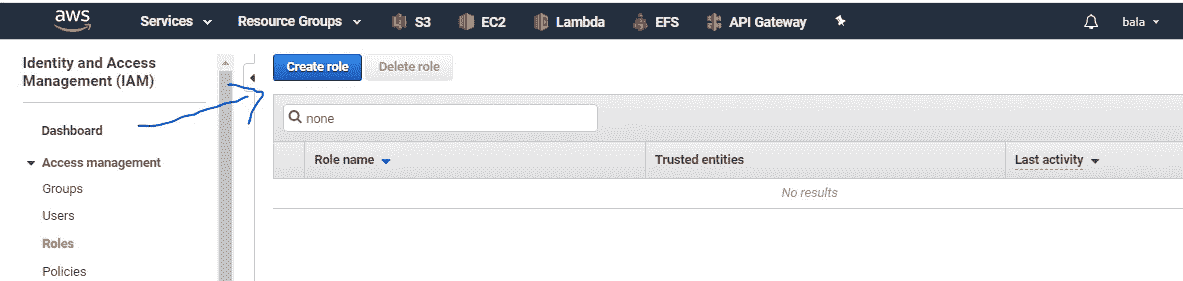 aws Services Resource Groups S3 EC2 Lambda EFS API Gateway bala
Identity and Access
Management (IAM)
Create role Delete role
none
Dashboard
Role name Trusted entities Last activity
Access management
No results
Groups
Users
Roles
Policies